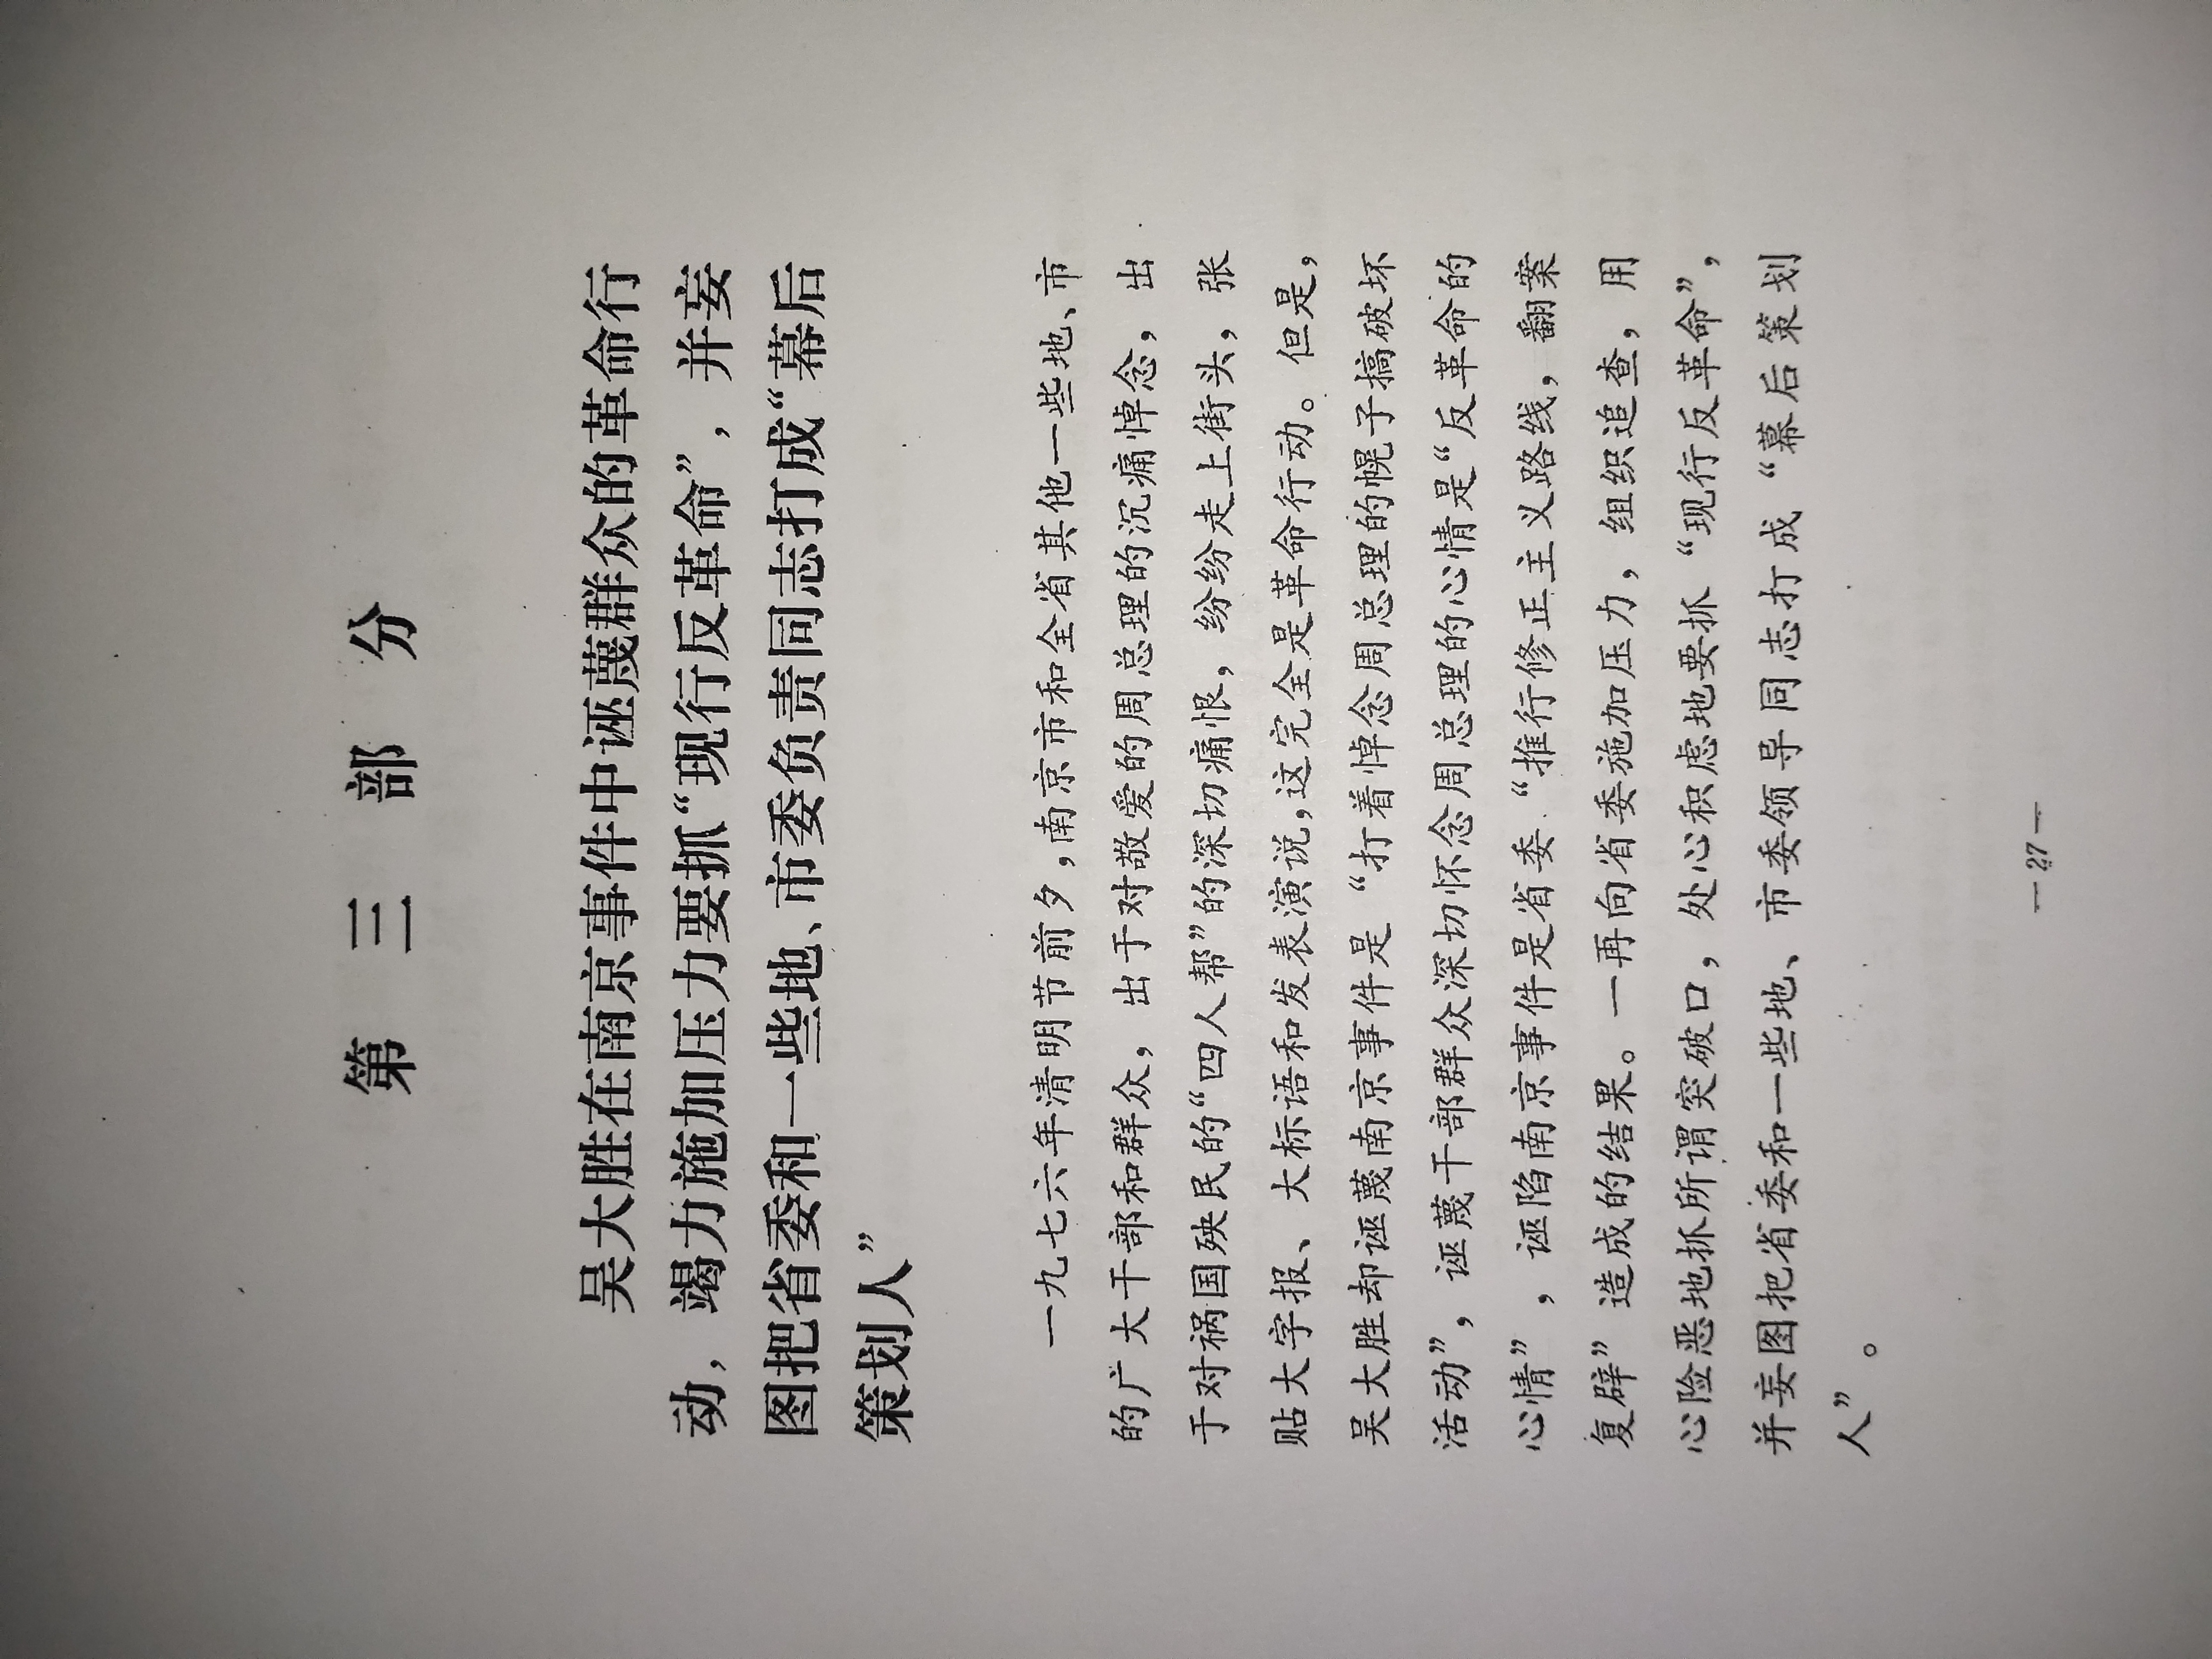 第三部分
吴大胜在南京事件中诬蔑群众的革命行
动，竭力施加压力要抓“现行反革命”，并妄
图把省委和一些地、市委负责同志打成“幕后
策划人”
一九七六年清明节前夕，南京市和全省其他一些地、市
的广大干部和群众，出于对敬爱的周总理的沉痛悼念，出
于对祸国殃民的“四人帮”的深切痛恨，纷纷走上街头，张
贴大字报、大标语和发表演说，这完全是革命行动。但是，
吴大胜却诬蔑南京事件是“打着悼念周总理的幌子搞破坏
活动”，诬蔑干部群众深切怀念周总理的心情是“反革命的
心情”，诬陷南京事件是省委“推行修正主义路线，翻案
复辟”造成的结果。一再向省委施加压力，组织追查，用
心险恶地抓所谓突破口，处心积虑地要抓“现行反革命”，
并妄图把省委和一些地、市委领导同志打成“幕后策划
人”。
— 27 —